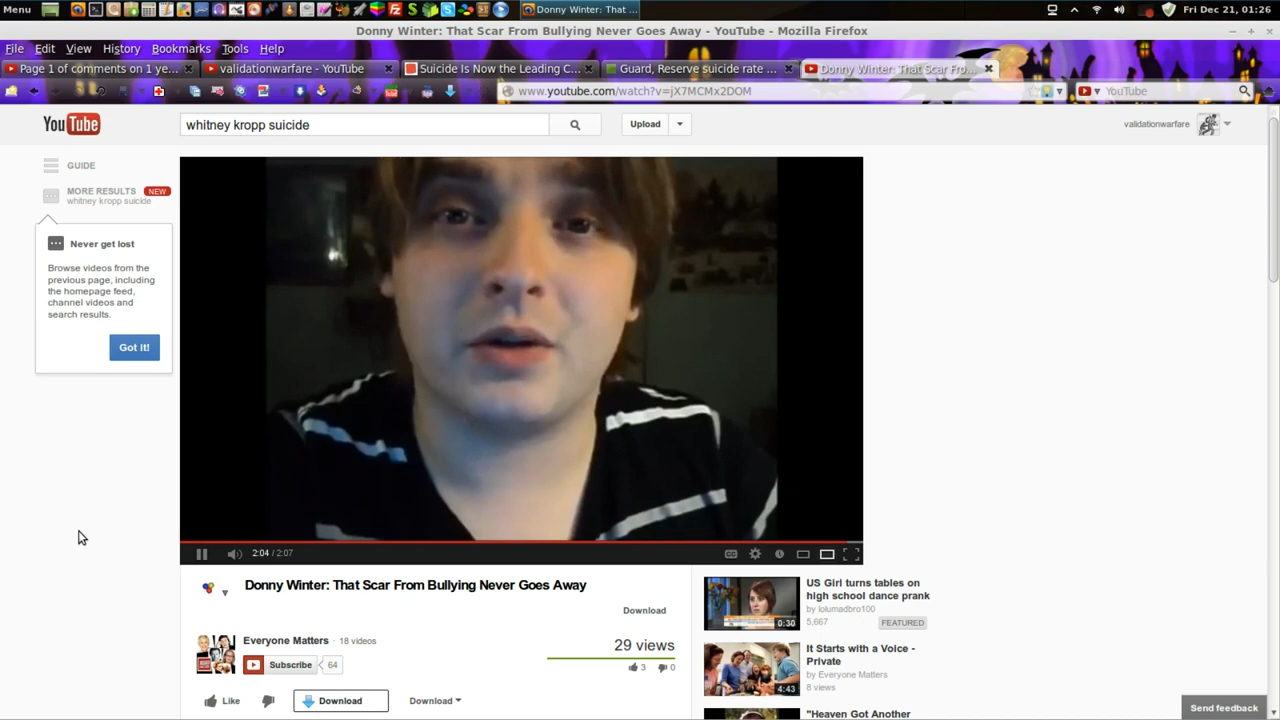 Menu
Donny Winter: That ...
Fri Dec 21, 01:26
Donny Winter: That Scar From Bullying Never Goes Away - YouTube - Mozilla Firefox
File Edit View History Bookmarks Tools Help
Page 1 of comments on 1 ye...
validationwarfare - YouTube
Suicide Is Now the Leading C...
Guard, Reserve suicide rate ...
Donny Winter: That Scar Fro...
www.youtube.com/watch?v=jX7MCMx2DOM
YouTube
YouTube
whitney kropp suicide
Upload
validationwarfare
GUIDE
MORE RESULTS NEW
whitney kropp suicide
Never get lost
Browse videos from the
previous page, including
the homepage feed,
channel videos and
search results.
Got it!
2:04 / 2:07
Donny Winter: That Scar From Bullying Never Goes Away
Download
Everyone Matters · 18 videos
Subscribe 64
29 views
3 0
Like
Download
Download
US Girl turns tables on
high school dance prank
by lolumadbro100
5,667 FEATURED
0:30
It Starts with a Voice -
Private
by Everyone Matters
8 views
4:43
"Heaven Got Another
Send feedback